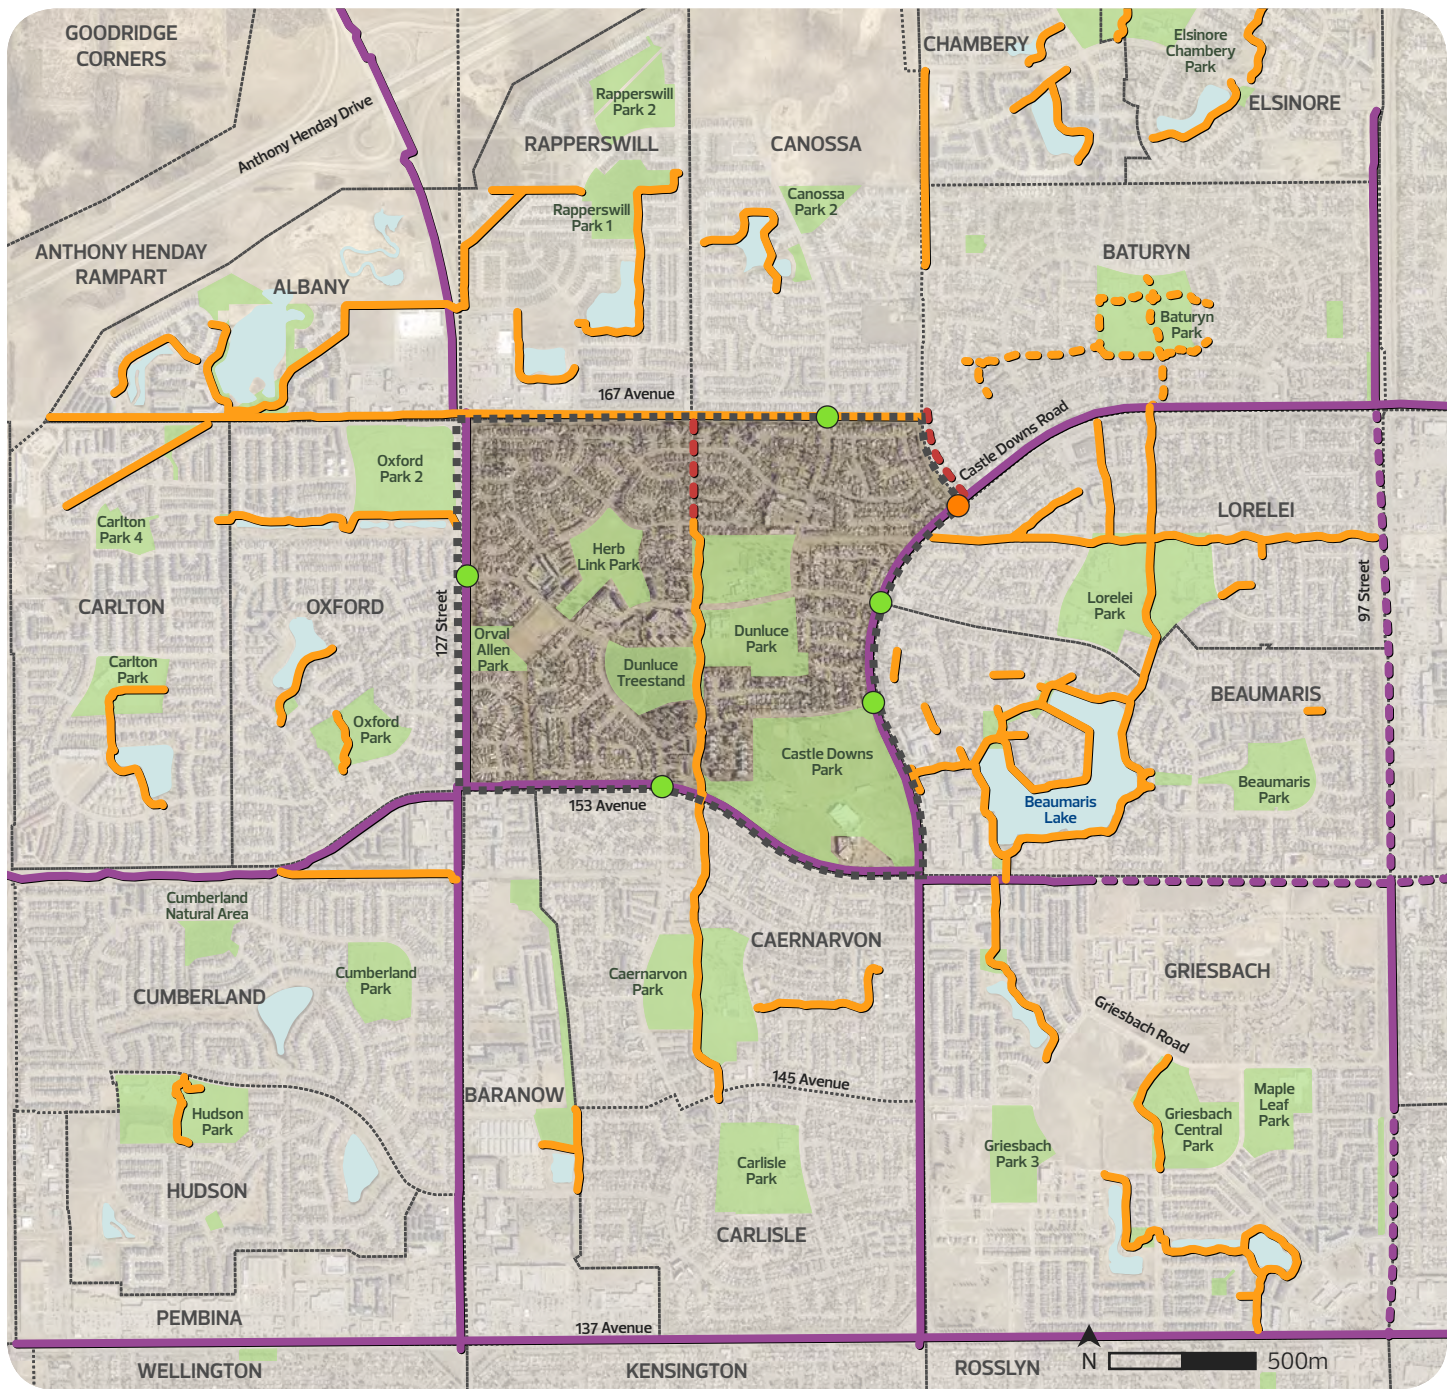 GOODRIDGE
CORNERS
Anthony Henday Drive
CHAMBERY
Elsinore
Chambery
Park
ELSINORE
Rapperswill
Park 2
RAPPERSWILL
CANOSSA
Canossa
Park 2
Rapperswill
Park 1
ANTHONY HENDAY
RAMPART
ALBANY
BATURYN
Baturyn
Park
167 Avenue
Castle Downs Road
Oxford
Park 2
Carlton
Park 4
LORELEI
Herb
Link Park
CARLTON
OXFORD
127 Street
97 Street
Lorelei
Park
Orval
Allen
Park
Dunluce
Park
Dunluce
Treestand
Carlton
Park
BEAUMARIS
Oxford
Park
Castle Downs
Park
Beaumaris
Park
Beaumaris
Lake
153 Avenue
Cumberland
Natural Area
CAERNARVON
Caernarvon
Park
Cumberland
Park
CUMBERLAND
GRIESBACH
Griesbach Road
145 Avenue
BARANOW
Hudson
Park
Maple
Leaf
Park
Griesbach
Central
Park
Griesbach
Park 3
Carlisle
Park
HUDSON
CARLISLE
PEMBINA
137 Avenue
WELLINGTON
KENSINGTON
ROSSLYN
N
500m